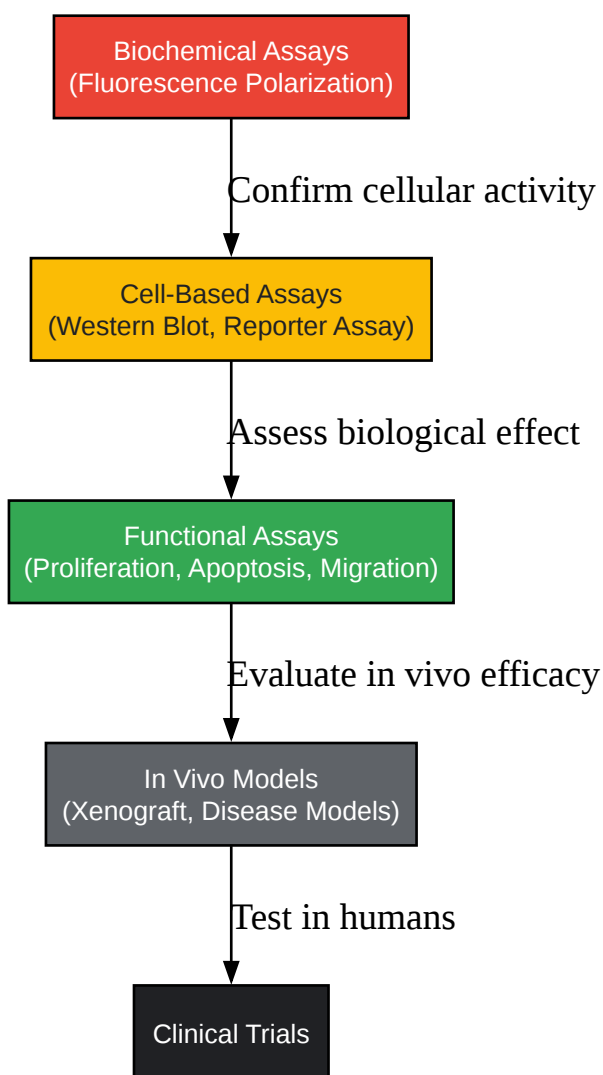 Biochemical Assays
(Fluorescence Polarization)
Confirm cellular activity
Cell-Based Assays
(Western Blot, Reporter Assay)
Assess biological effect
Functional Assays
(Proliferation, Apoptosis, Migration)
Evaluate in vivo efficacy
In Vivo Models
(Xenograft, Disease Models)
Test in humans
Clinical Trials